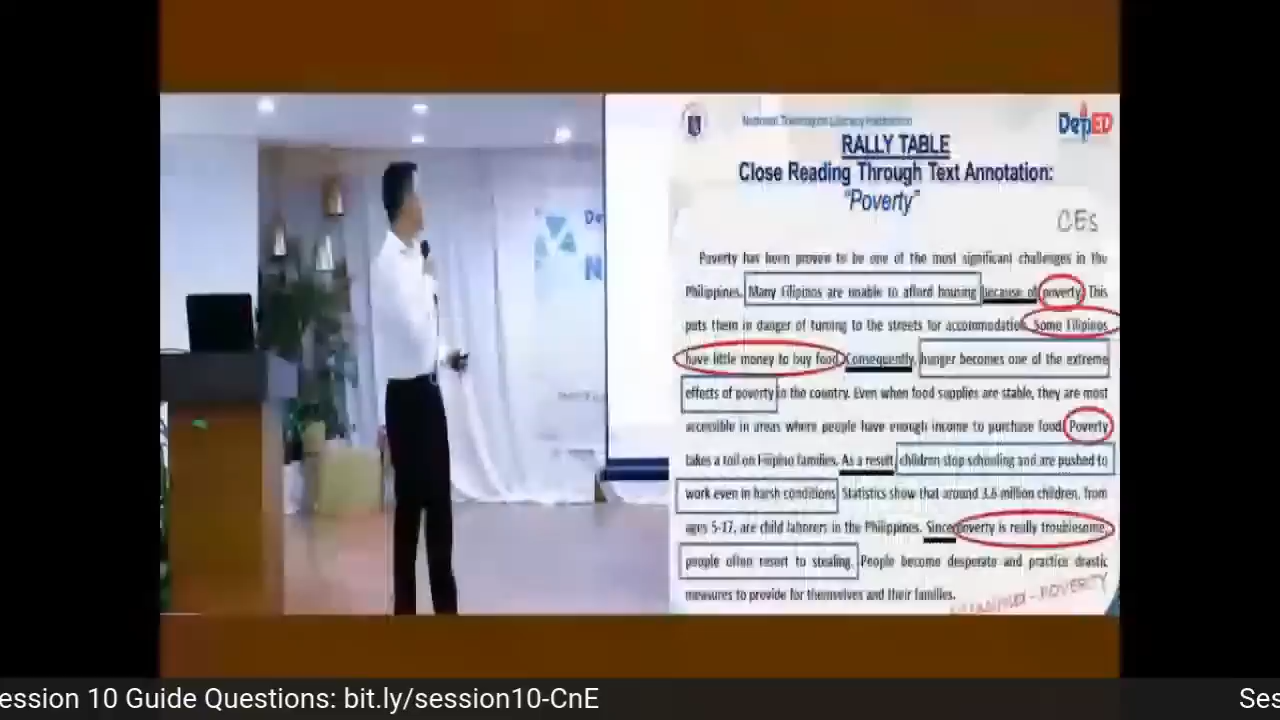 DepED
RALLY TABLE
Close Reading Through Text Annotation:
"Poverty"
CEs
Poverty has been proven to be one of the most significant challenges in the
Philippines. Many Filipinos are unable to afford housing because of poverty. This
puts them in danger of turning to the streets for accommodation. Some Filipinos
have little money to buy food. Consequently, hunger becomes one of the extreme
effects of poverty in the country. Even when food supplies are stable, they are most
accessible in areas where people have enough income to purchase food. Poverty
takes a toll on Filipino families. As a result, children stop schooling and are pushed to
work even in harsh conditions. Statistics show that around 3.6 million children, from
ages 5-17, are child laborers in the Philippines. Since poverty is really troublesome,
people often resort to stealing. People become desperate and practice drastic
measures to provide for themselves and their families.
POVERTY
De
N
ession 10 Guide Questions: bit.ly/session10-CnE
Ses